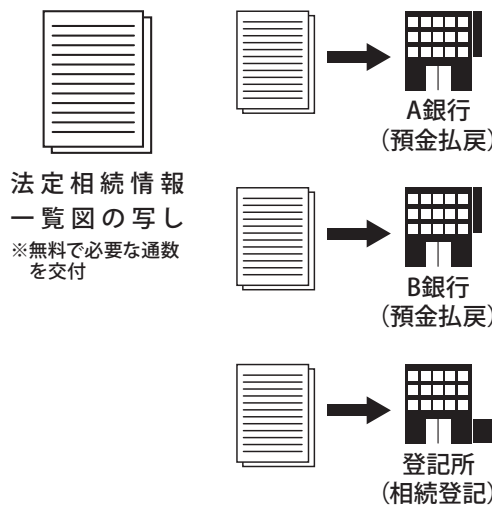 法定相続情報
一覧図の写し
※無料で必要な通数
を交付
A銀行
（預金払戻）
B銀行
（預金払戻）
登記所
（相続登記）